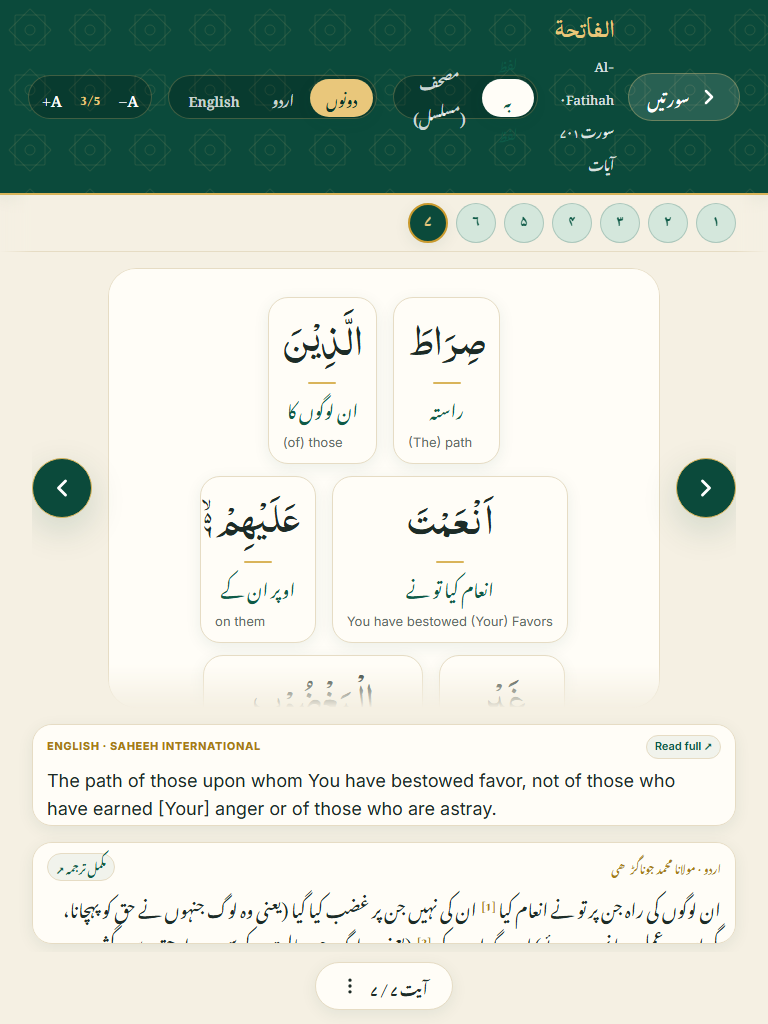 سورتیں
الفاتحة
Al-
Fatihah·
سورت ۱·۷
آیات
بہ
مصحف
(مسلسل)
دونوں
اردو
English
A−
3/5
A+
۱
۲
۳
۴
۵
۶
۷
صِرَاطَ
راستہ
(The) path
الَّذِيْنَ
ان لوگوں کا
(of) those
اَنْعَمْتَ
انعام کیا تو نے
You have bestowed (Your) Favors
عَلَيْهِمْ
اوپر ان کے
on them
غَيْرِ
ENGLISH · SAHEEH INTERNATIONAL
Read full ↗
The path of those upon whom You have bestowed favor, not of those who
have earned [Your] anger or of those who are astray.
اردو · مولانا محمد جوناگڑھی
مکمل ترجمہ ↗
ان لوگوں کی راه جن پر تو نے انعام کیا [1] ان کی نہیں جن پر غضب کیا گیا (یعنی وه لوگ جنہوں نے حق کو پہچانا،
آیت ۷ / ۷